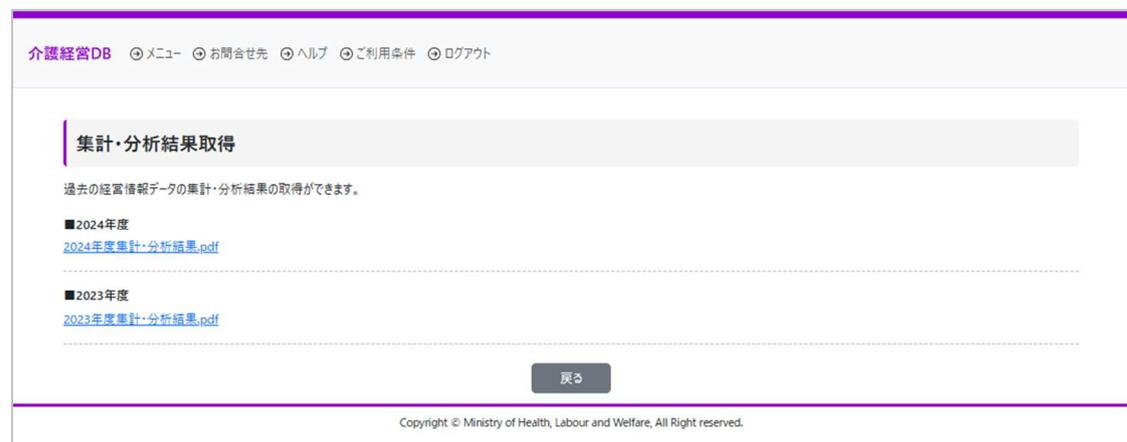 介護経営DB メニュー お問合せ先 ヘルプ ご利用条件 ログアウト
集計・分析結果取得
過去の経営情報データの集計・分析結果の取得ができます。
■2024年度
2024年度集計・分析結果.pdf
■2023年度
2023年度集計・分析結果.pdf
戻る
Copyright © Ministry of Health, Labour and Welfare, All Right reserved.